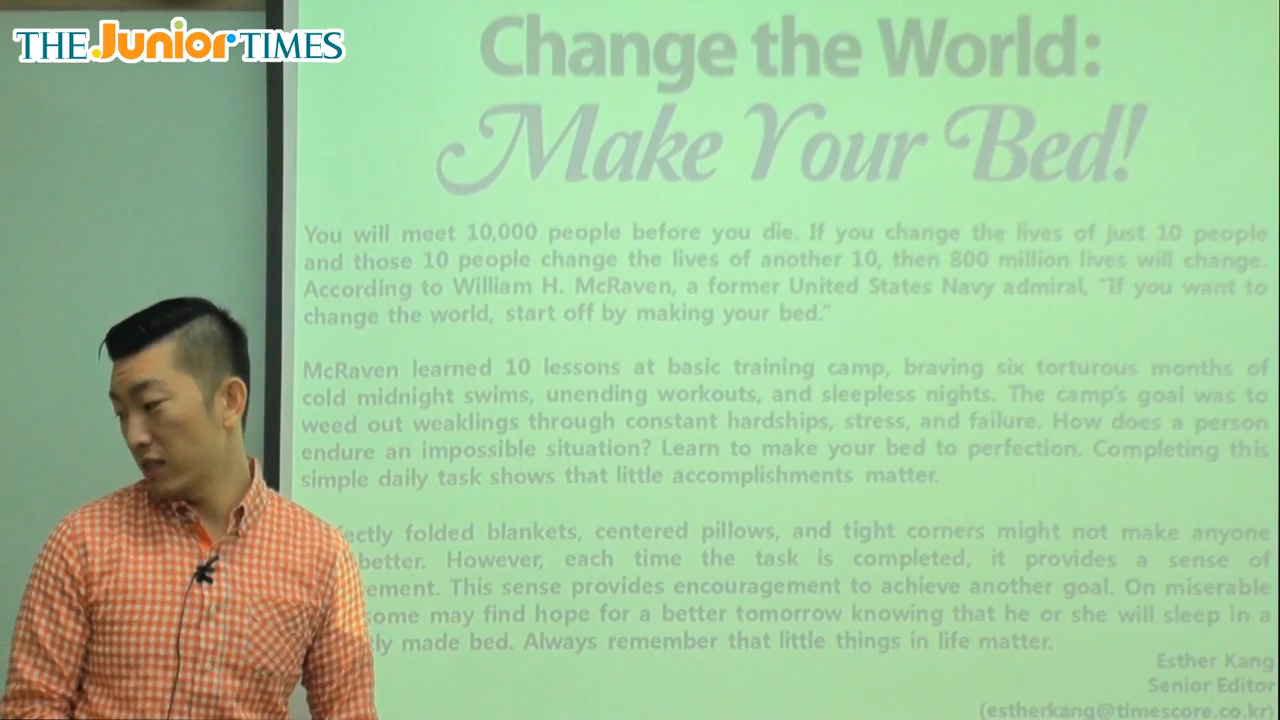 THE Junior TIMES
Change the World:
Make Your Bed!
You will meet 10,000 people before you die. If you change the lives of just 10 people
and those 10 people change the lives of another 10, then 800 million lives will change.
According to William H. McRaven, a former United States Navy admiral, "If you want to
change the world, start off by making your bed."
McRaven learned 10 lessons at basic training camp, braving six torturous months of
cold midnight swims, unending workouts, and sleepless nights. The camp's goal was to
weed out weaklings through constant hardships, stress, and failure. How does a person
endure an impossible situation? Learn to make your bed to perfection. Completing this
simple daily task shows that little accomplishments matter.
folded blankets, centered pillows, and tight corners might not make anyone
better. However, each time the task is completed, it provides a sense of
This sense provides encouragement to achieve another goal. On miserable
some may find hope for a better tomorrow knowing that he or she will sleep in a
made bed. Always remember that little things in life matter.
Esther Kang
Senior Editor
(estherkang@timescore.co.kr)